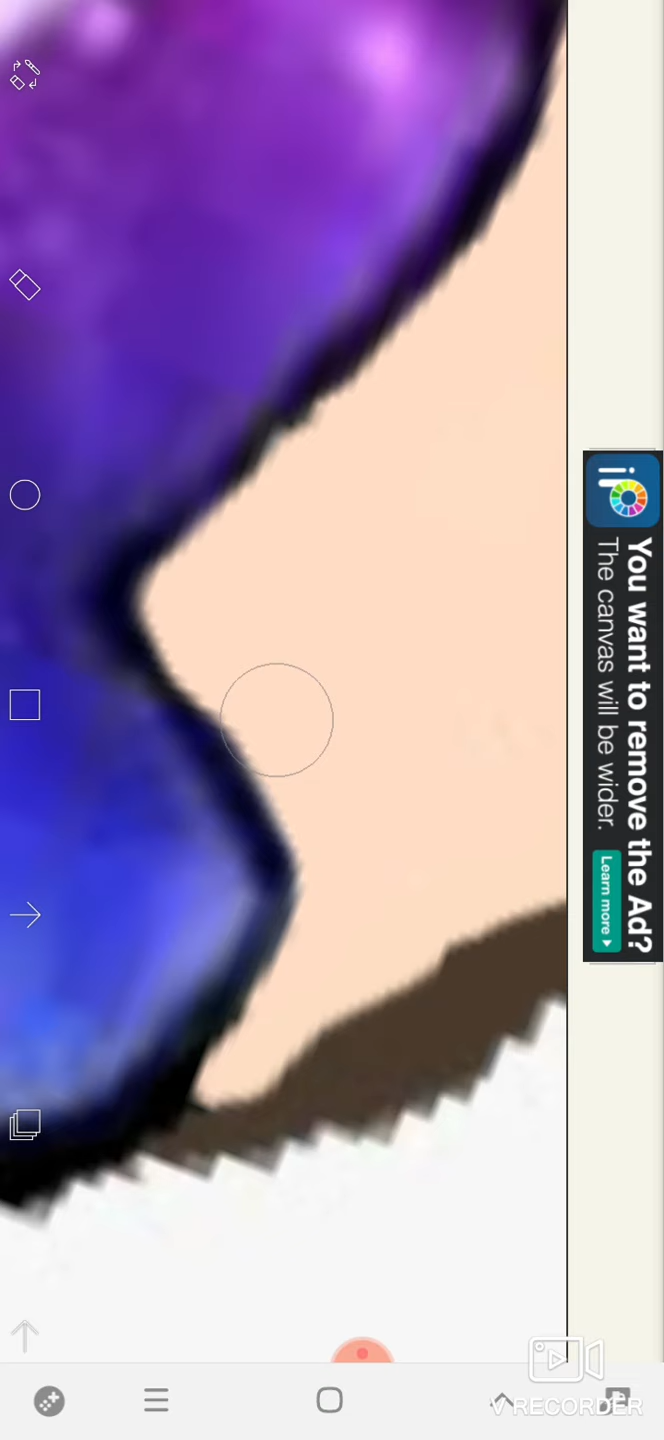 You want to remove the Ad?
The canvas will be wider.
Learn more ▸
V RECORDER